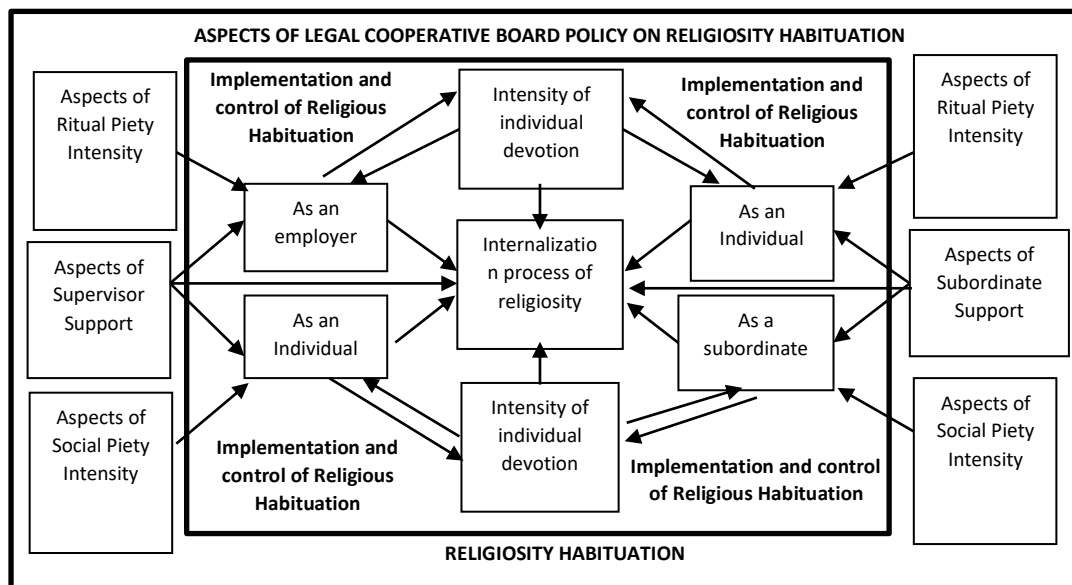 ASPECTS OF LEGAL COOPERATIVE BOARD POLICY ON RELIGIOSITY HABITUATION
Aspects of
Ritual Piety
Intensity
Implementation and
control of Religious
Habituation
Intensity of
individual
devotion
Implementation and
control of Religious
Habituation
Aspects of
Ritual Piety
Intensity
As an
employer
As an
Individual
Aspects of
Supervisor
Support
Internalizatio
n process of
religiosity
Aspects of
Subordinate
Support
As an
Individual
As a
subordinate
Aspects of
Social Piety
Intensity
Implementation and
control of Religious
Habituation
Intensity of
individual
devotion
Implementation and control
of Religious Habituation
Aspects of
Social Piety
Intensity
RELIGIOSITY HABITUATION